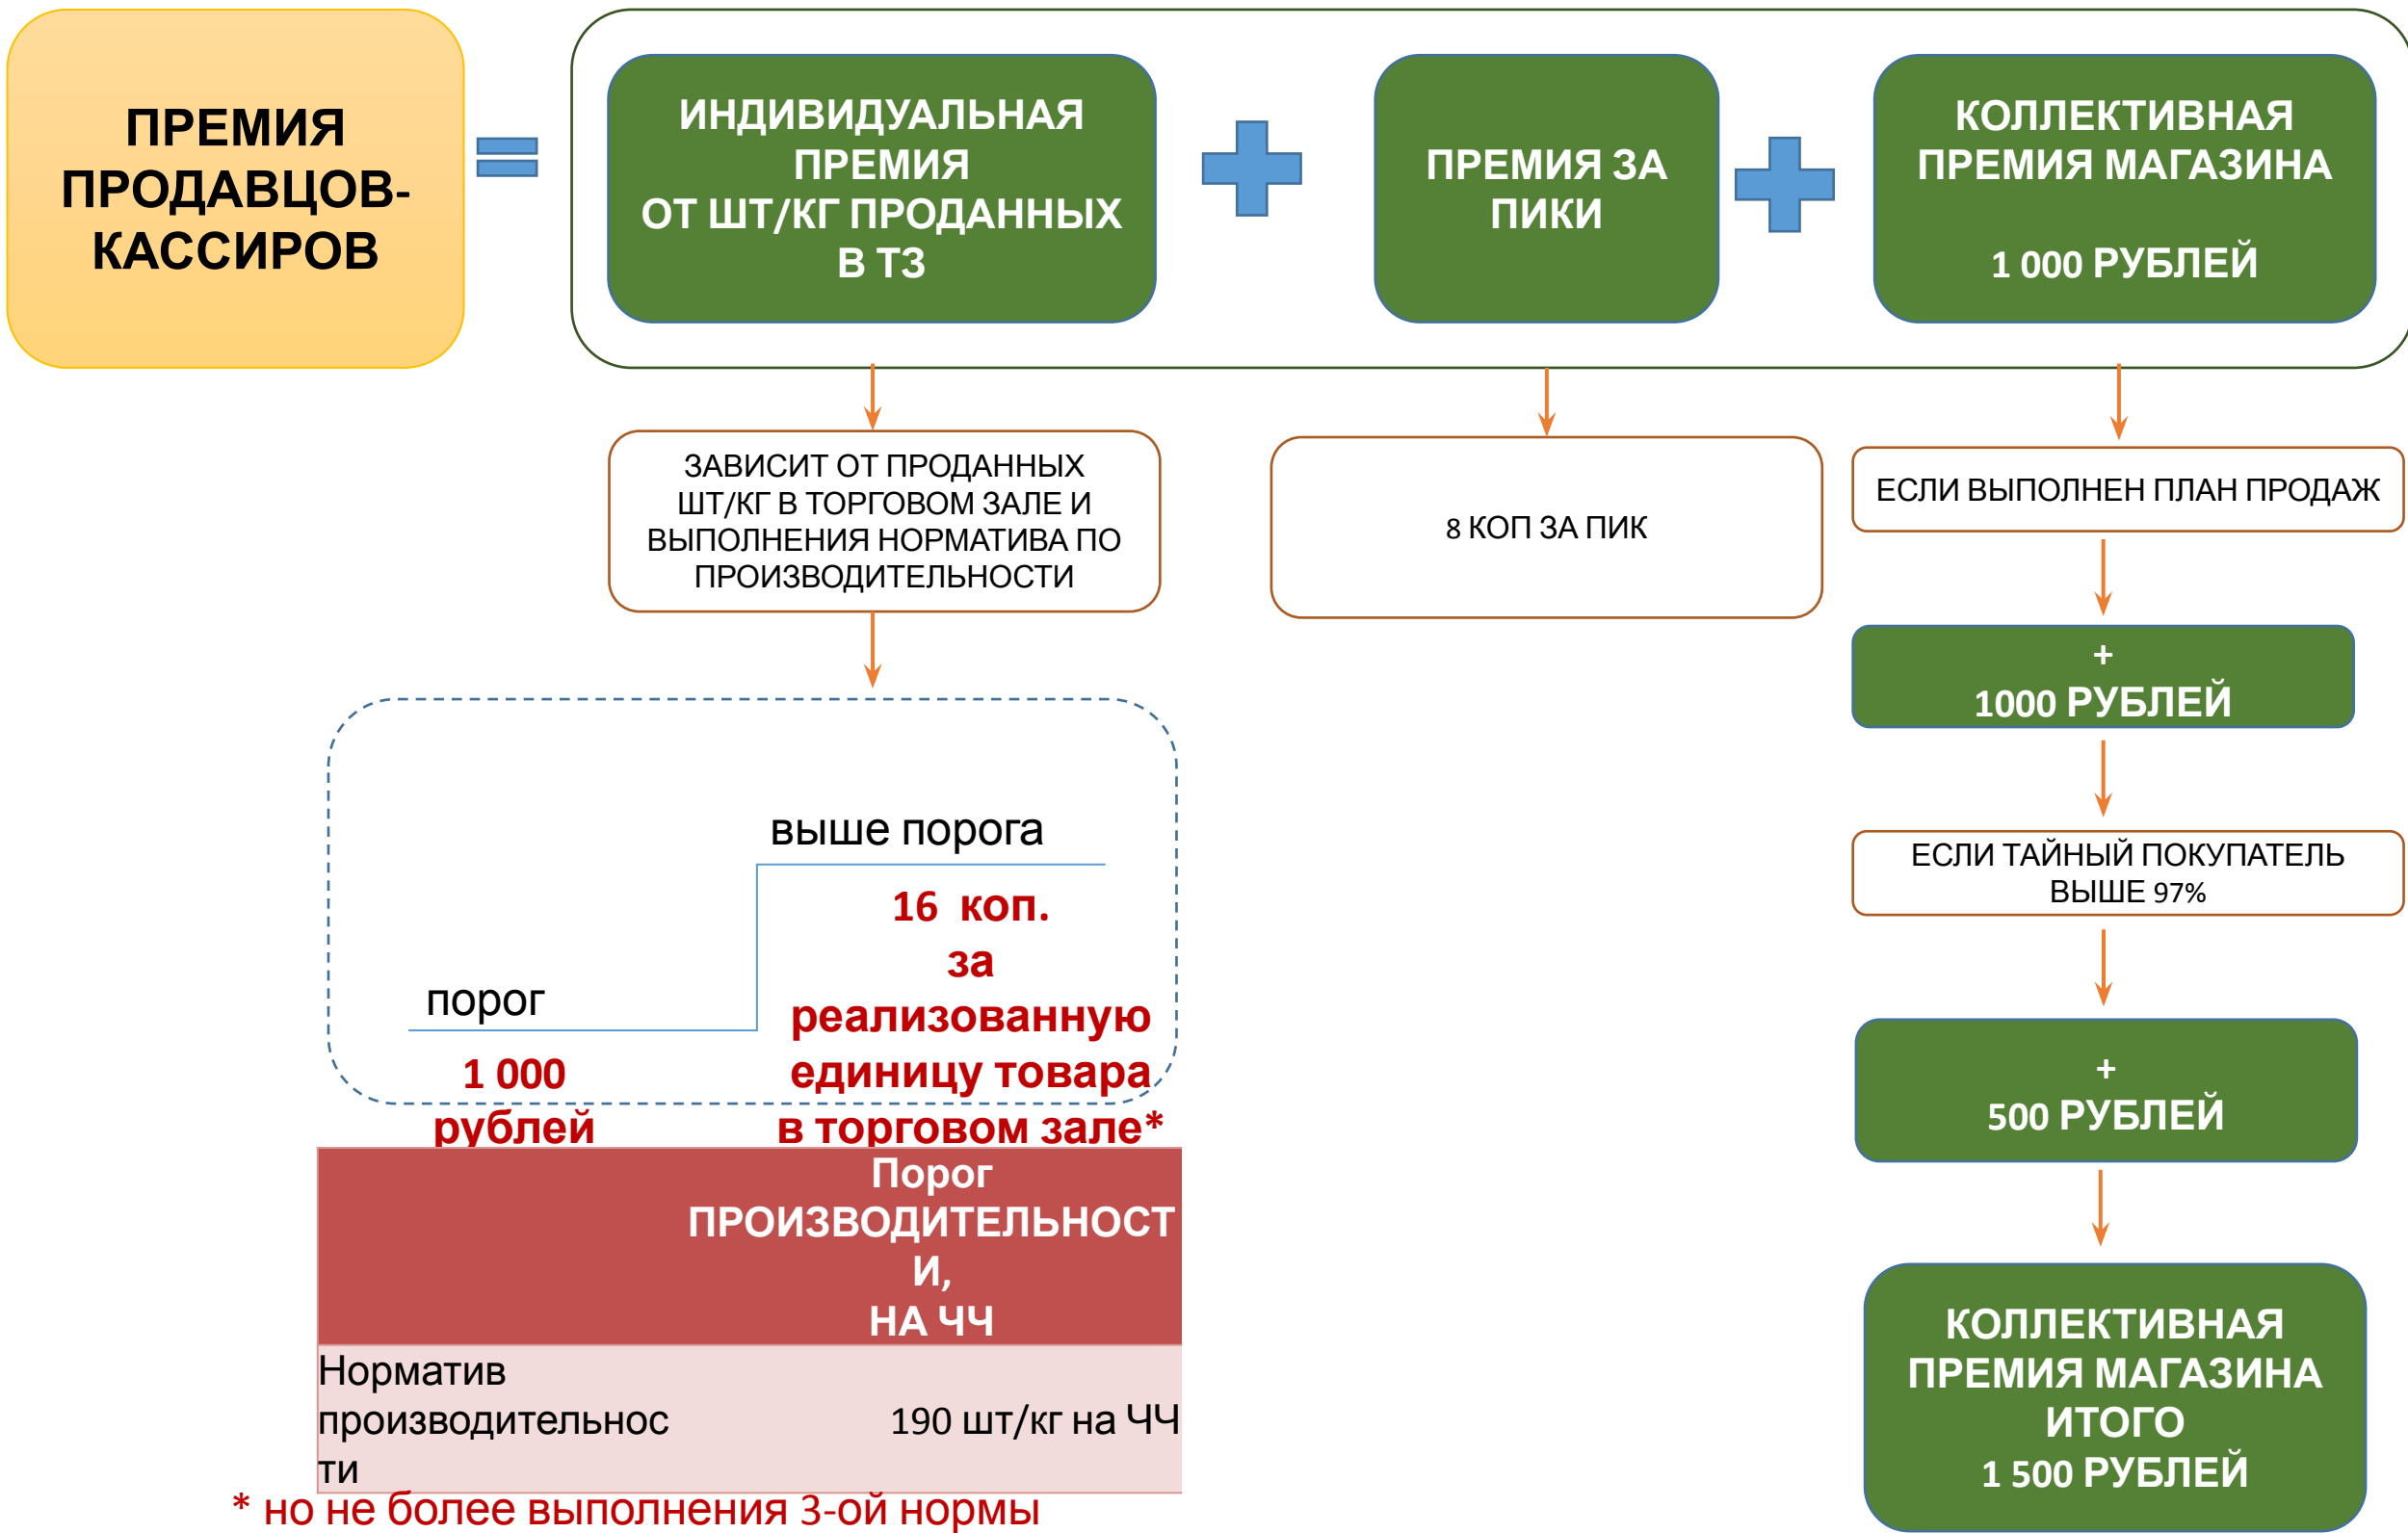 ПРЕМИЯ
ПРОДАВЦОВ-
КАССИРОВ
ИНДИВИДУАЛЬНАЯ
ПРЕМИЯ
ОТ ШТ/КГ ПРОДАННЫХ
В ТЗ
ПРЕМИЯ ЗА
ПИКИ
КОЛЛЕКТИВНАЯ
ПРЕМИЯ МАГАЗИНА
1 000 РУБЛЕЙ
ЗАВИСИТ ОТ ПРОДАННЫХ
ШТ/КГ В ТОРГОВОМ ЗАЛЕ И
ВЫПОЛНЕНИЯ НОРМАТИВА ПО
ПРОИЗВОДИТЕЛЬНОСТИ
8 КОП ЗА ПИК
ЕСЛИ ВЫПОЛНЕН ПЛАН ПРОДАЖ
+
1000 РУБЛЕЙ
ЕСЛИ ТАЙНЫЙ ПОКУПАТЕЛЬ
ВЫШЕ 97%
+
500 РУБЛЕЙ
КОЛЛЕКТИВНАЯ
ПРЕМИЯ МАГАЗИНА
ИТОГО
1 500 РУБЛЕЙ
порог
1 000
рублей
выше порога
16 коп.
за
реализованную
единицу товара
в торговом зале*
Порог
ПРОИЗВОДИТЕЛЬНОСТ
И,
НА ЧЧ
Норматив
производительнос
ти
190 шт/кг на ЧЧ
* но не более выполнения 3-ой нормы